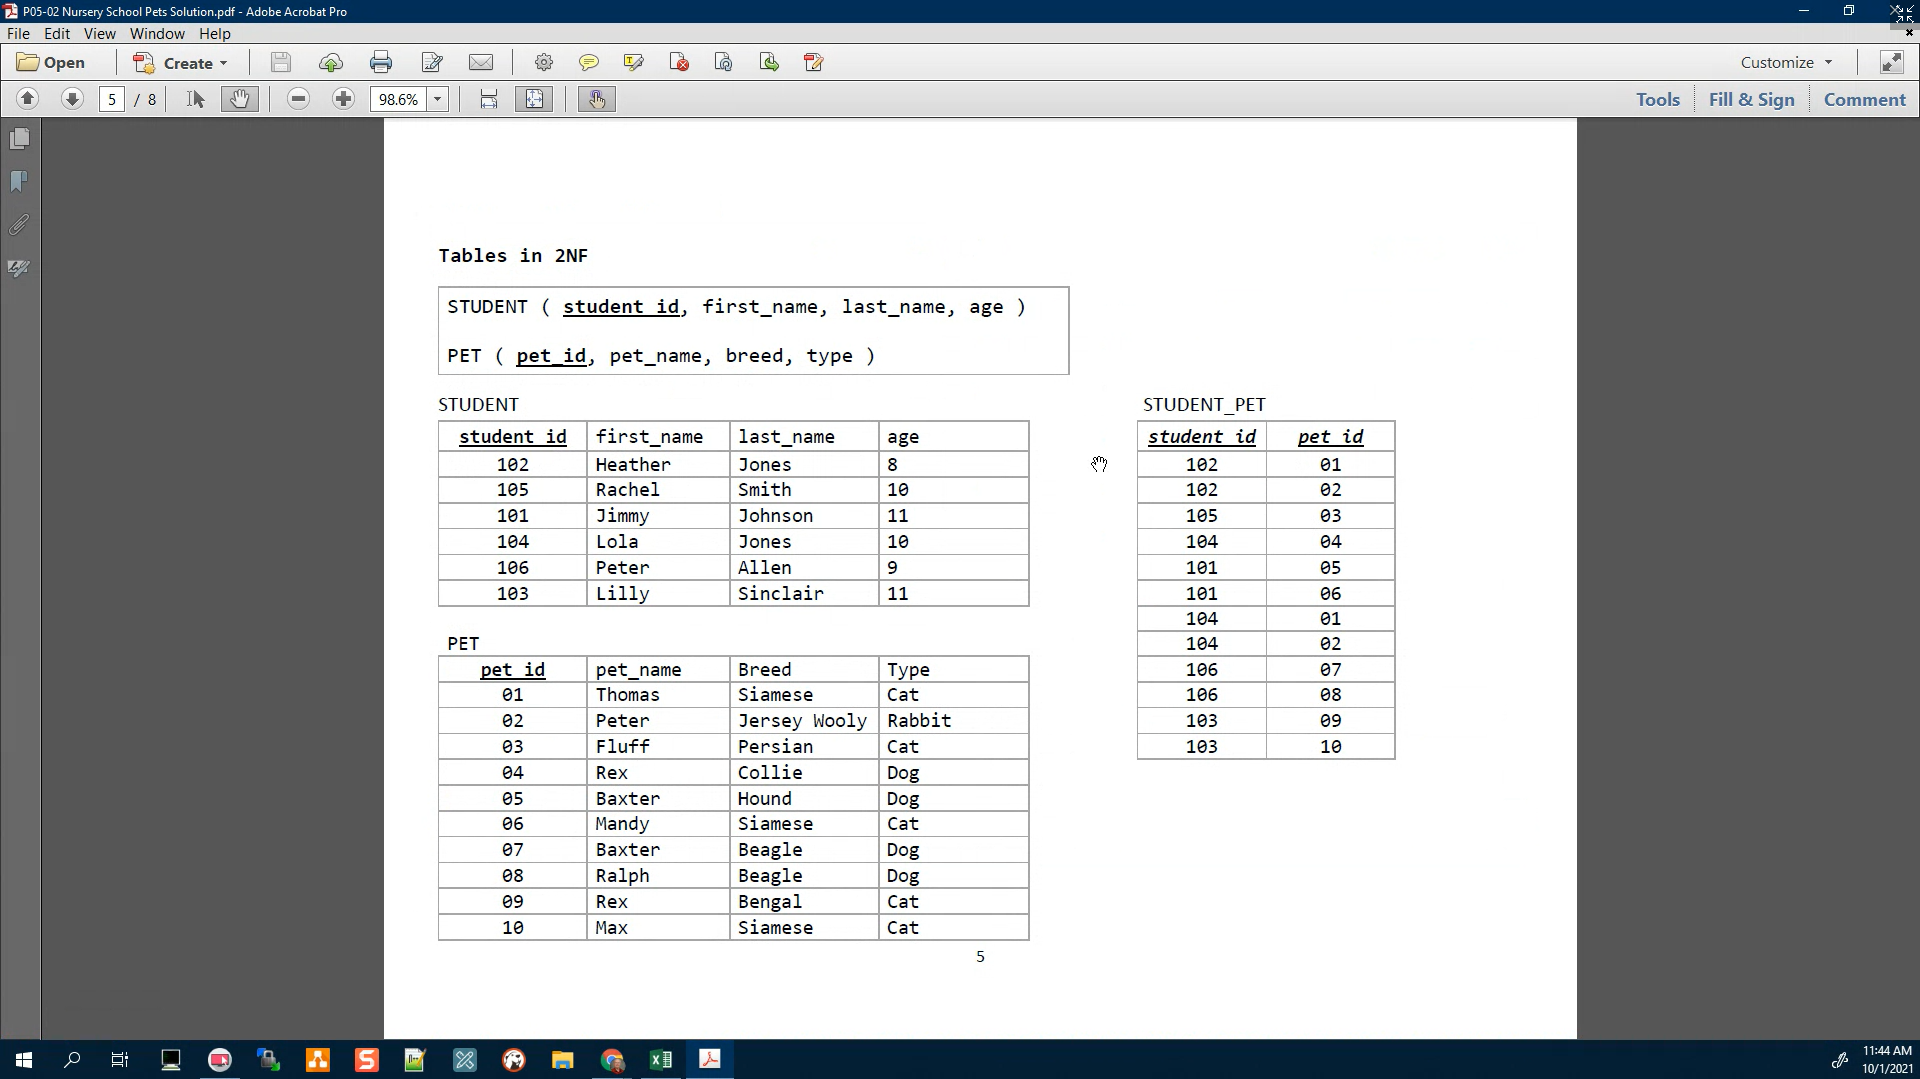 P05-02 Nursery School Pets Solution.pdf - Adobe Acrobat Pro
File Edit View Window Help
Open Create Customize
5 / 8 98.6% Tools Fill & Sign Comment
Tables in 2NF
STUDENT ( student_id, first_name, last_name, age )
PET ( pet_id, pet_name, breed, type )
STUDENT
student_id first_name last_name age
102 Heather Jones 8
105 Rachel Smith 10
101 Jimmy Johnson 11
104 Lola Jones 10
106 Peter Allen 9
103 Lilly Sinclair 11
PET
pet_id pet_name Breed Type
01 Thomas Siamese Cat
02 Peter Jersey Wooly Rabbit
03 Fluff Persian Cat
04 Rex Collie Dog
05 Baxter Hound Dog
06 Mandy Siamese Cat
07 Baxter Beagle Dog
08 Ralph Beagle Dog
09 Rex Bengal Cat
10 Max Siamese Cat
STUDENT_PET
student_id pet_id
102 01
102 02
105 03
104 04
101 05
101 06
104 01
104 02
106 07
106 08
103 09
103 10
5
11:44 AM
10/1/2021